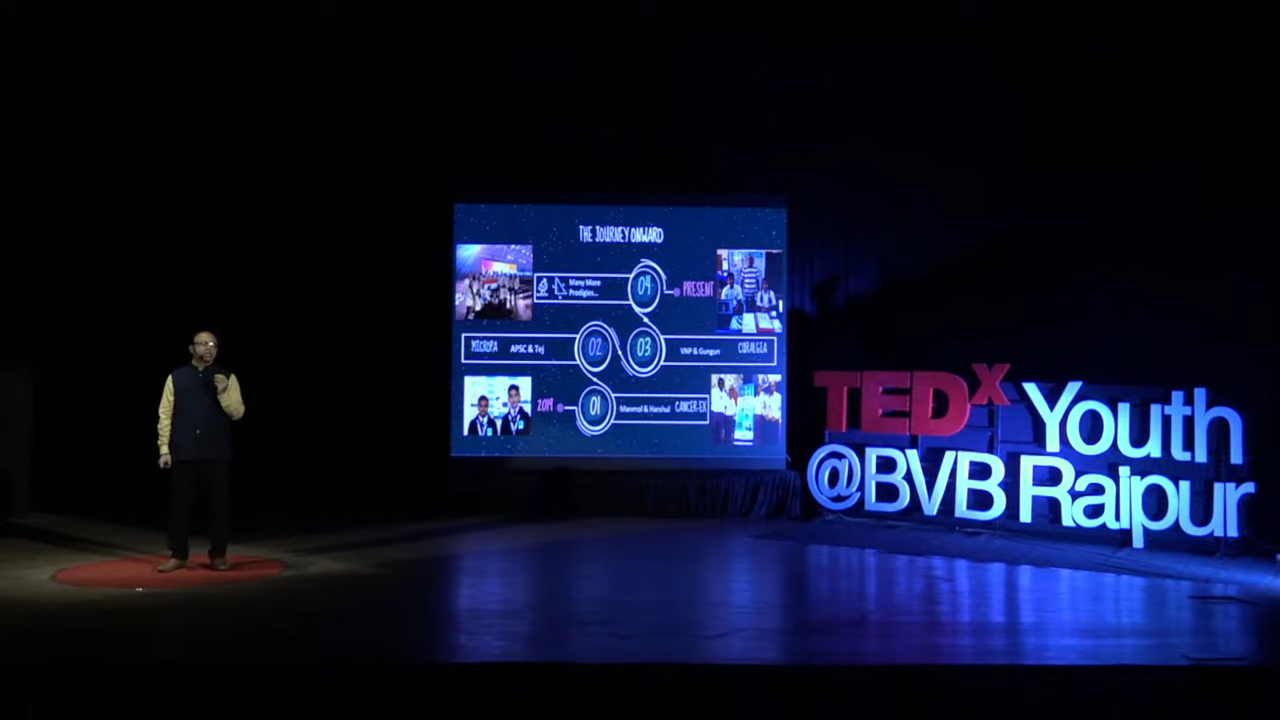 THE JOURNEY ONWARD
Many More
Prodigies...
04
PRESENT
MICROPA
APSC & Tej
02
03
VNP & Gungun
CURALGIA
2019
01
Manmol & Harshul
CANCER-EX
TEDx Youth
@BVB Raipur